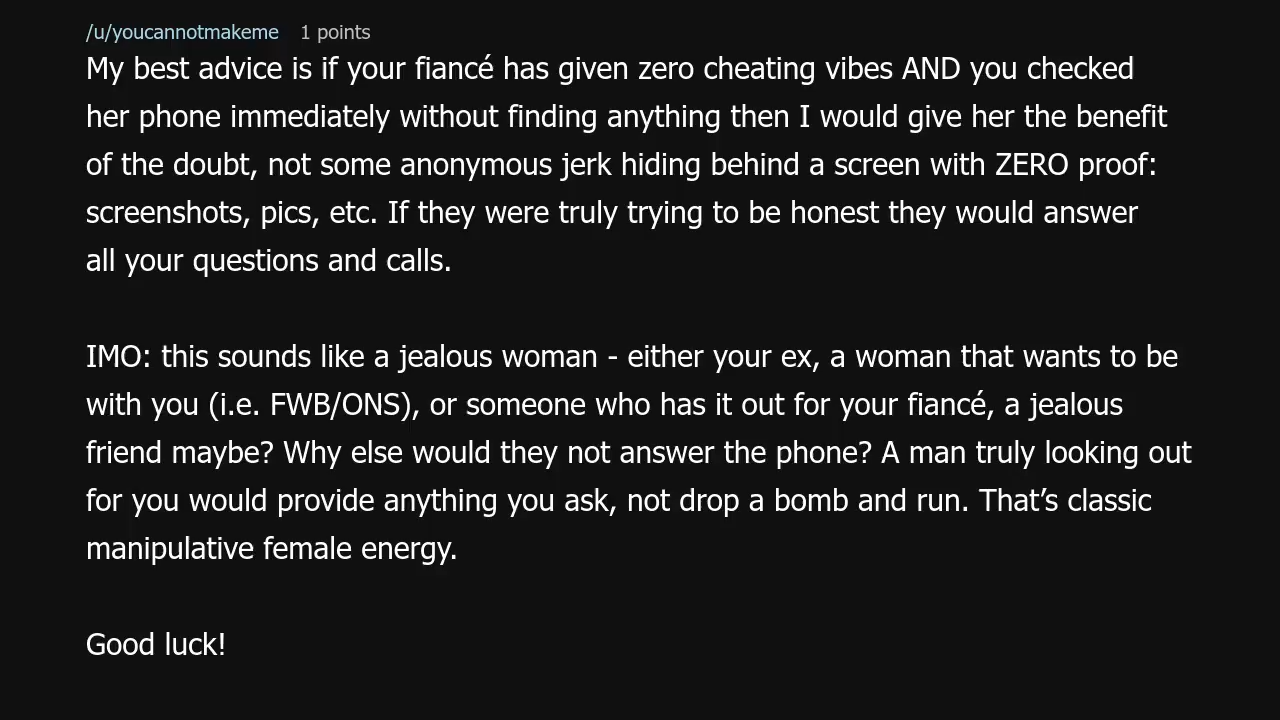 /u/youcannotmakeme 1 points
My best advice is if your fiancé has given zero cheating vibes AND you checked
her phone immediately without finding anything then I would give her the benefit
of the doubt, not some anonymous jerk hiding behind a screen with ZERO proof:
screenshots, pics, etc. If they were truly trying to be honest they would answer
all your questions and calls.
IMO: this sounds like a jealous woman - either your ex, a woman that wants to be
with you (i.e. FWB/ONS), or someone who has it out for your fiancé, a jealous
friend maybe? Why else would they not answer the phone? A man truly looking out
for you would provide anything you ask, not drop a bomb and run. That’s classic
manipulative female energy.
Good luck!